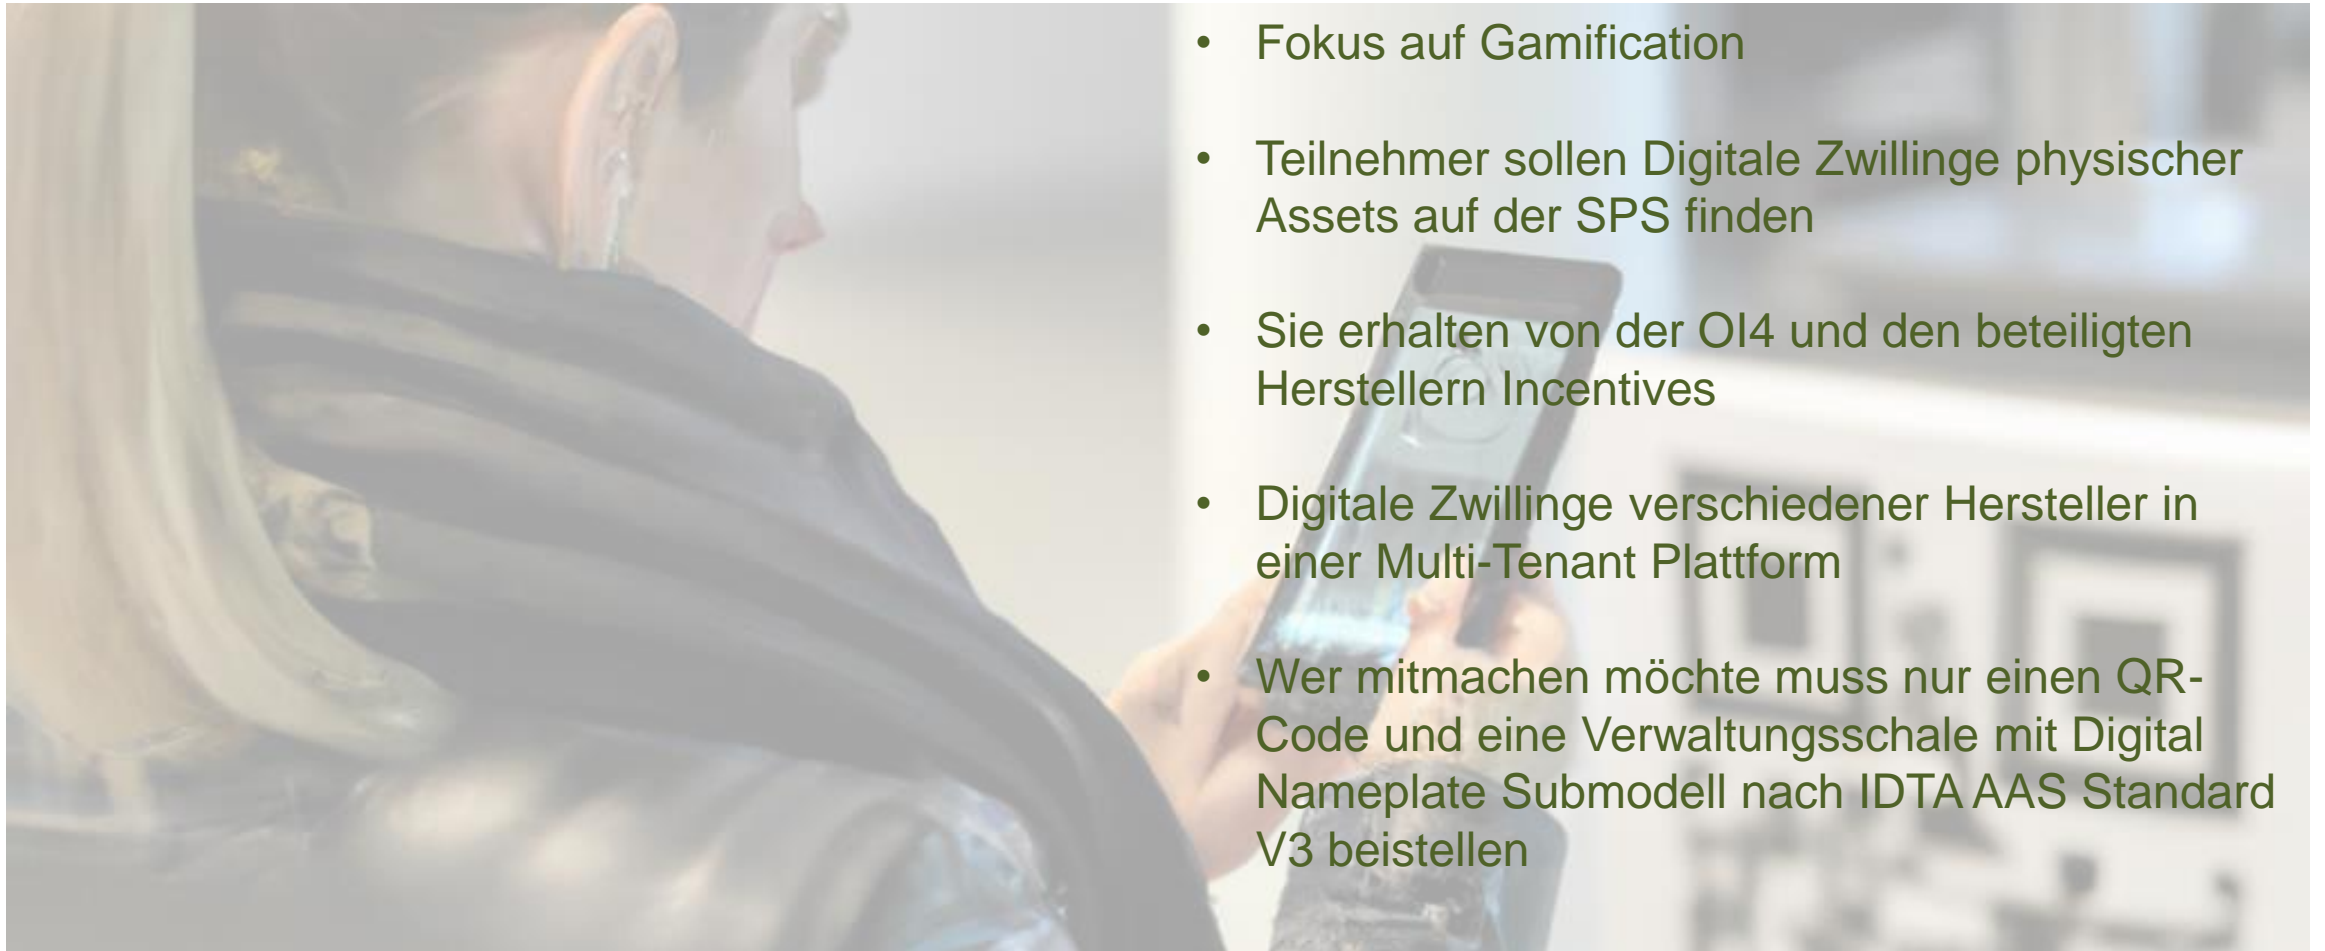 • Fokus auf Gamification
• Teilnehmer sollen Digitale Zwillinge physischer
Assets auf der SPS finden
• Sie erhalten von der OI4 und den beteiligten
Herstellern Incentives
• Digitale Zwillinge verschiedener Hersteller in
einer Multi-Tenant Plattform
• Wer mitmachen möchte muss nur einen QR-
Code und eine Verwaltungsschale mit Digital
Nameplate Submodell nach IDTA AAS Standard
V3 beistellen